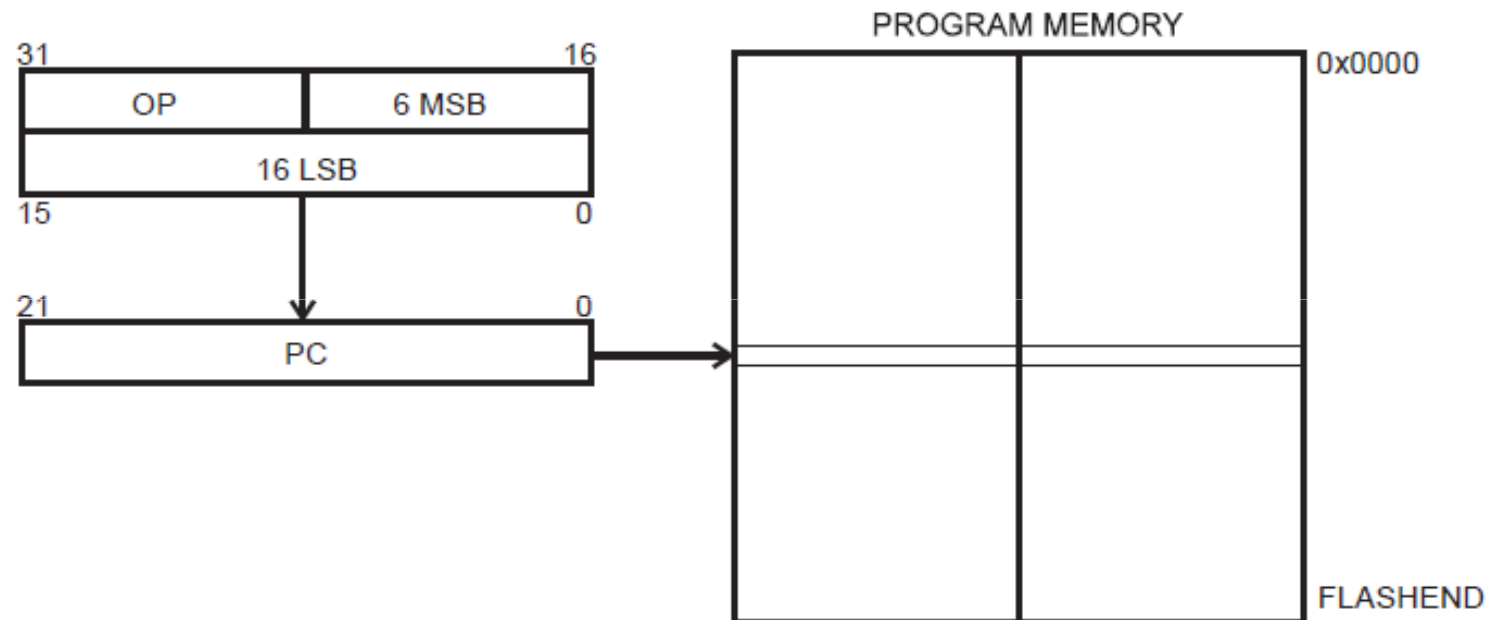 PROGRAM MEMORY
31 16
0x0000
OP 6 MSB
16 LSB
15 0
21 0
PC
FLASHEND